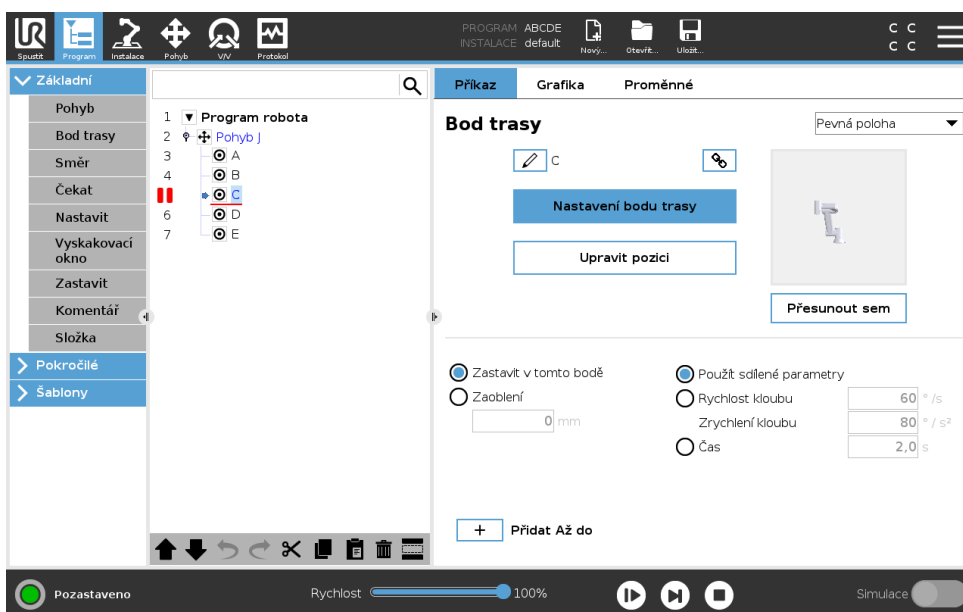 UR
PROGRAM ABCDE
INSTALACE default
C C
C C
Spustit Program Instalace Pohyb V/V Protokol Nový... Otevřít... Uložit...
Základní
Pohyb
Bod trasy
Směr
Čekat
Nastavit
Vyskakovací
okno
Zastavit
Komentář
Složka
Pokročilé
Šablony
1 Program robota
2 Pohyb J
3 A
4 B
C
6 D
7 E
Příkaz Grafika Proměnné
Bod trasy Pevná poloha
C
Nastavení bodu trasy
Upravit pozici
Přesunout sem
Zastavit v tomto bodě
Zaoblení
0 mm
Použít sdílené parametry
Rychlost kloubu 60 ° /s
Zrychlení kloubu 80 ° / s²
Čas 2,0 s
+ Přidat Až do
Pozastaveno Rychlost 100% Simulace